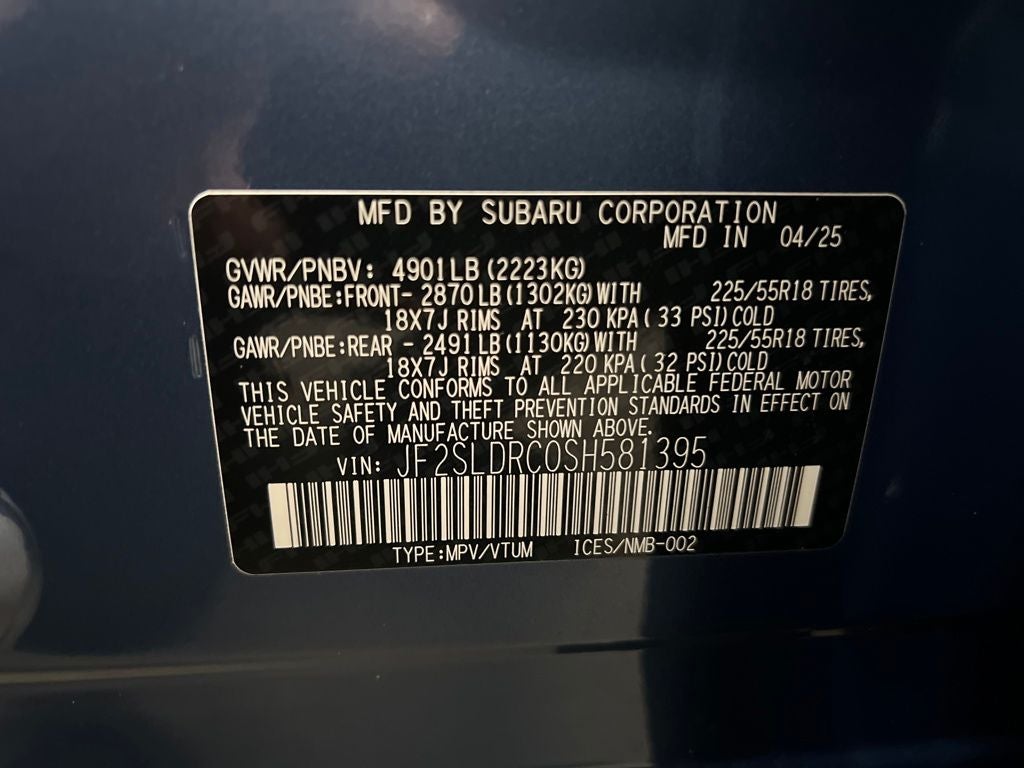 MFD BY SUBARU CORPORATION
MFD IN 04/25
GVWR/PNBV: 4901LB (2223KG)
GAWR/PNBE:FRONT- 2870 LB (1302KG) WITH 225/55R18 TIRES,
18X7J RIMS AT 230 KPA ( 33 PSI) COLD
GAWR/PNBE:REAR - 2491 LB (1130KG) WITH 225/55R18 TIRES,
18X7J RIMS AT 220 KPA ( 32 PSI) COLD
THIS VEHICLE CONFORMS TO ALL APPLICABLE FEDERAL MOTOR
VEHICLE SAFETY AND THEFT PREVENTION STANDARDS IN EFFECT ON
THE DATE OF MANUFACTURE SHOWN ABOVE.
VIN: JF2SLDRC0SH581395
TYPE:MPV/VTUM ICES/NMB-002